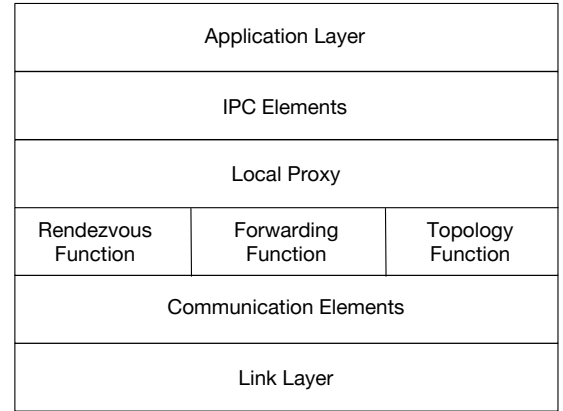 Application Layer
IPC Elements
Local Proxy
Rendezvous
Function
Forwarding
Function
Topology
Function
Communication Elements
Link Layer